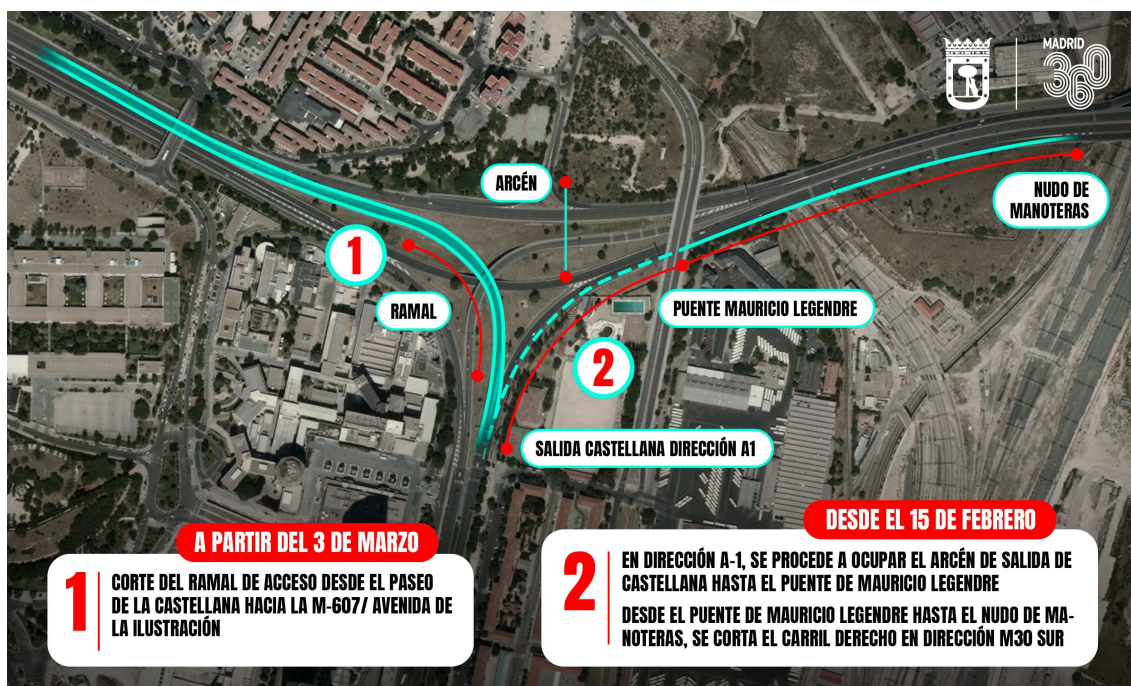 MADRID
360
ARCÉN
NUDO DE
MANOTERAS
1
RAMAL
PUENTE MAURICIO LEGENDRE
2
SALIDA CASTELLANA DIRECCIÓN A1
A PARTIR DEL 3 DE MARZO
1
CORTE DEL RAMAL DE ACCESO DESDE EL PASEO
DE LA CASTELLANA HACIA LA M-607/ AVENIDA DE
LA ILUSTRACIÓN
DESDE EL 15 DE FEBRERO
2
EN DIRECCIÓN A-1, SE PROCEDE A OCUPAR EL ARCÉN DE SALIDA DE
CASTELLANA HASTA EL PUENTE DE MAURICIO LEGENDRE
DESDE EL PUENTE DE MAURICIO LEGENDRE HASTA EL NUDO DE MA-
NOTERAS, SE CORTA EL CARRIL DERECHO EN DIRECCIÓN M30 SUR